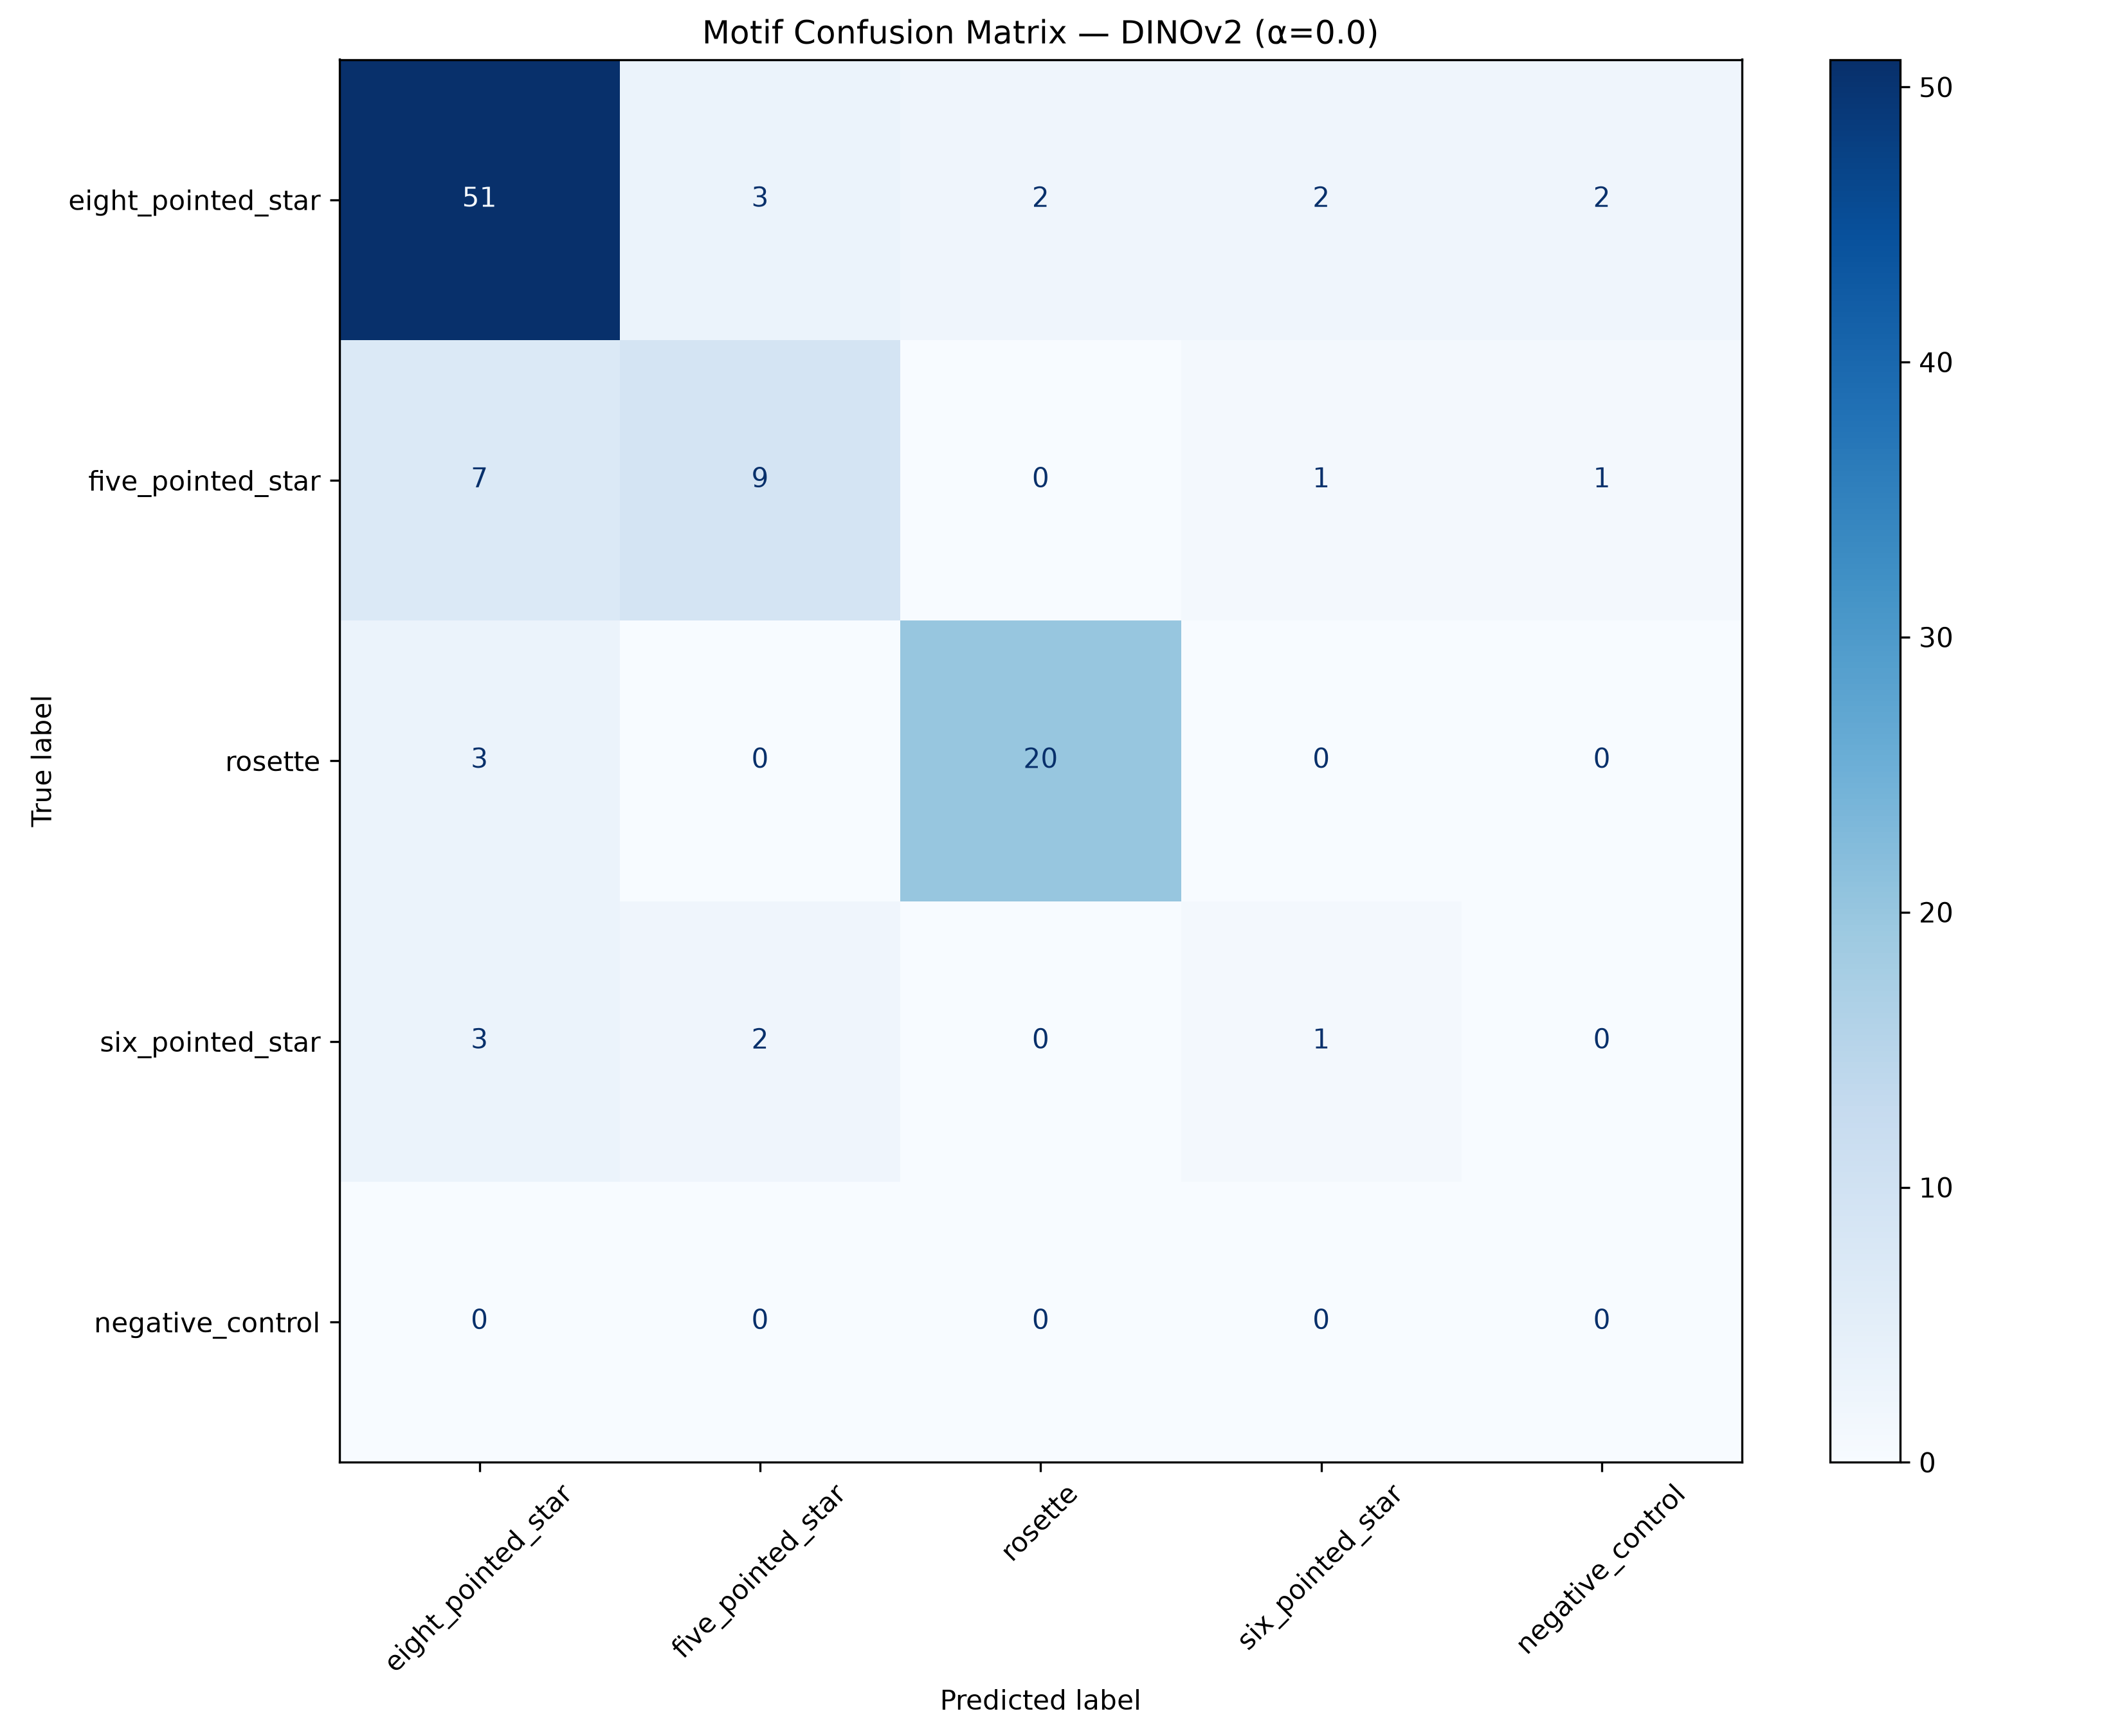 Motif Confusion Matrix — DINOv2 (α=0.0)
True label
eight_pointed_star 51 3 2 2 2
five_pointed_star 7 9 0 1 1
rosette 3 0 20 0 0
six_pointed_star 3 2 0 1 0
negative_control 0 0 0 0 0
eight_pointed_star five_pointed_star rosette six_pointed_star negative_control
Predicted label
50
40
30
20
10
0